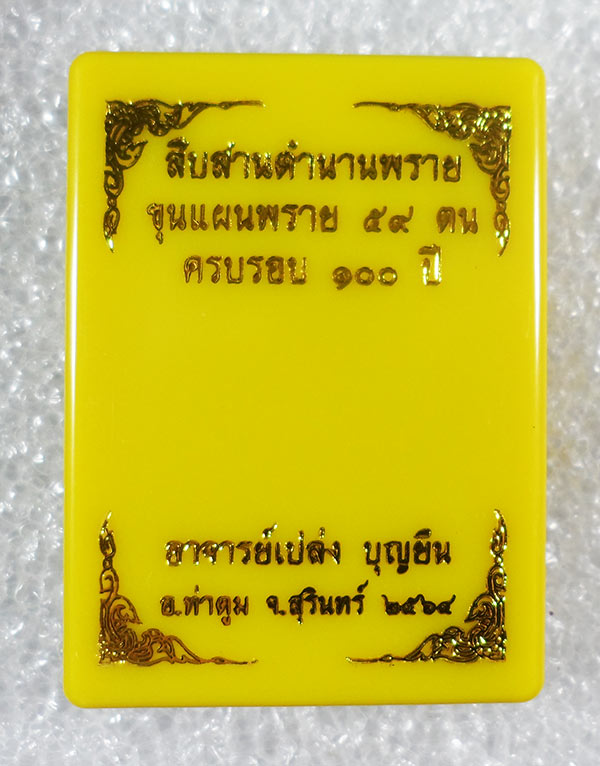 สืบสานตำนานพราย
ขุนแผนพราย ๕๙ ตน
ครบรอบ ๑๐๐ ปี
อาจารย์เปล่ง บุญยืน
อ.ท่าตูม จ.สุรินทร์ ๒๕๖๔